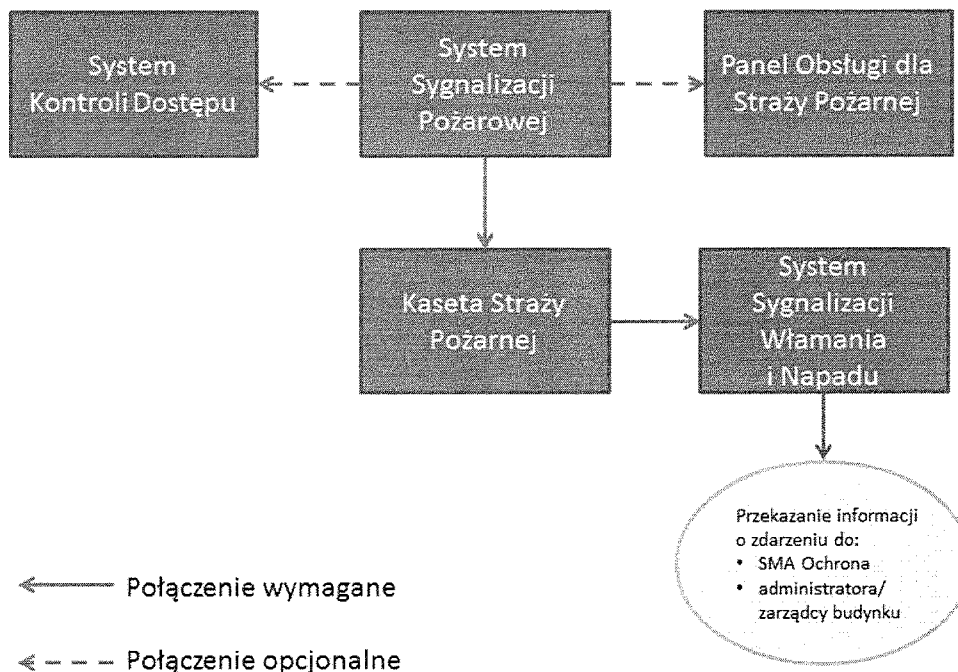 System
Kontroli Dostępu
System
Sygnalizacji
Pożarowej
Panel Obsługi dla
Straży Pożarnej
Kaseta Straży
Pożarnej
System
Sygnalizacji
Włamania
i Napadu
Przekazanie informacji
o zdarzeniu do:
• SMA Ochrona
• administratora/
zarządcy budynku
Połączenie wymagane
Połączenie opcjonalne